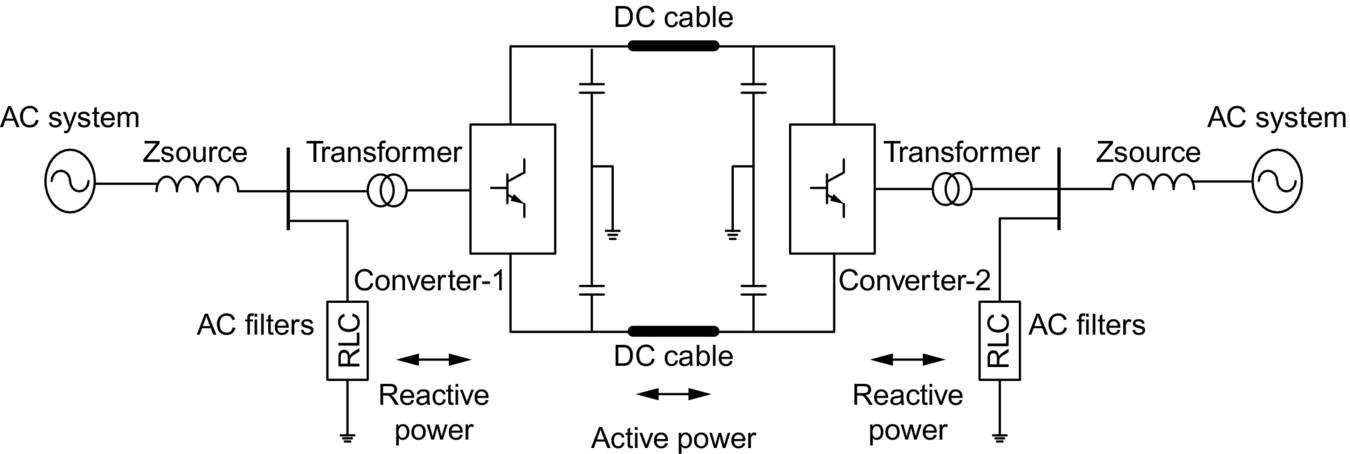 DC cable
AC system
AC system
Zsource
Transformer
Transformer
Zsource
Converter-1
Converter-2
AC filters
RLC
RLC
AC filters
DC cable
Reactive
power
Reactive
power
Active power